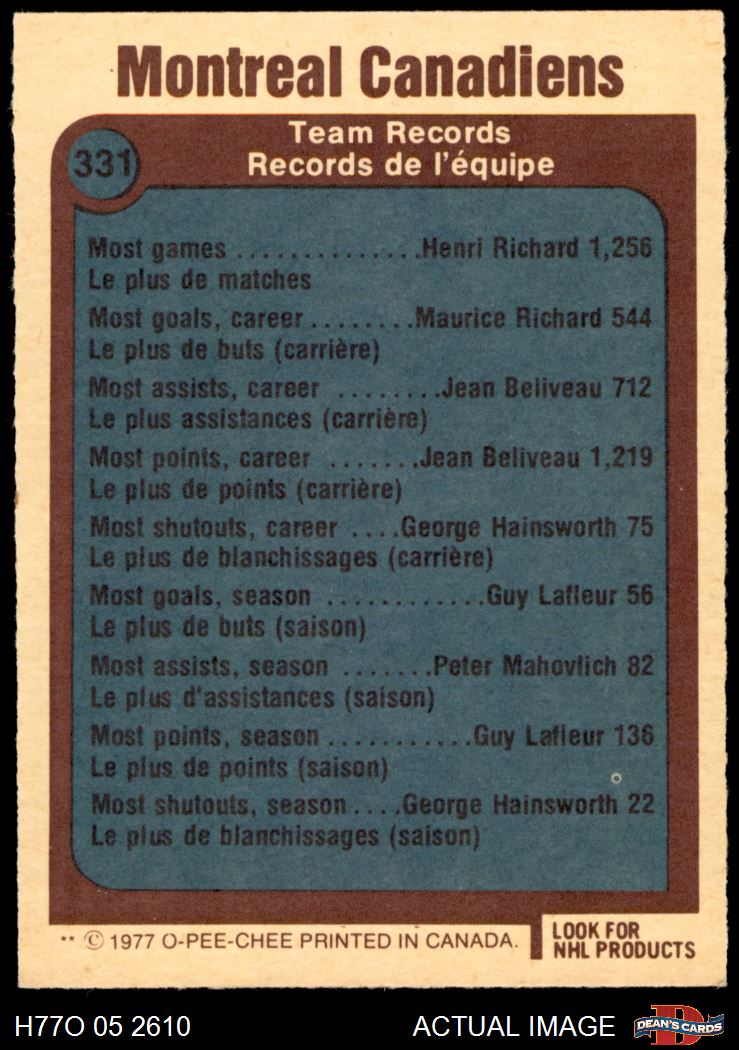 Montreal Canadiens
331
Team Records
Records de l'équipe
Most games ..............Henri Richard 1,256
Le plus de matches
Most goals, career ........Maurice Richard 544
Le plus de buts (carrière)
Most assists, career ........Jean Beliveau 712
Le plus assistances (carrière)
Most points, career .......Jean Beliveau 1,219
Le plus de points (carrière)
Most shutouts, career ....George Hainsworth 75
Le plus de blanchissages (carrière)
Most goals, season ............Guy Lafleur 56
Le plus de buts (saison)
Most assists, season .......Peter Mahovlich 82
Le plus d'assistances (saison)
Most points, season ...........Guy Lafleur 136
Le plus de points (saison)
Most shutouts, season ....George Hainsworth 22
Le plus de blanchissages (saison)
** © 1977 O-PEE-CHEE PRINTED IN CANADA.
LOOK FOR
NHL PRODUCTS
H77O 05 2610
ACTUAL IMAGE
D
DEAN'S CARDS